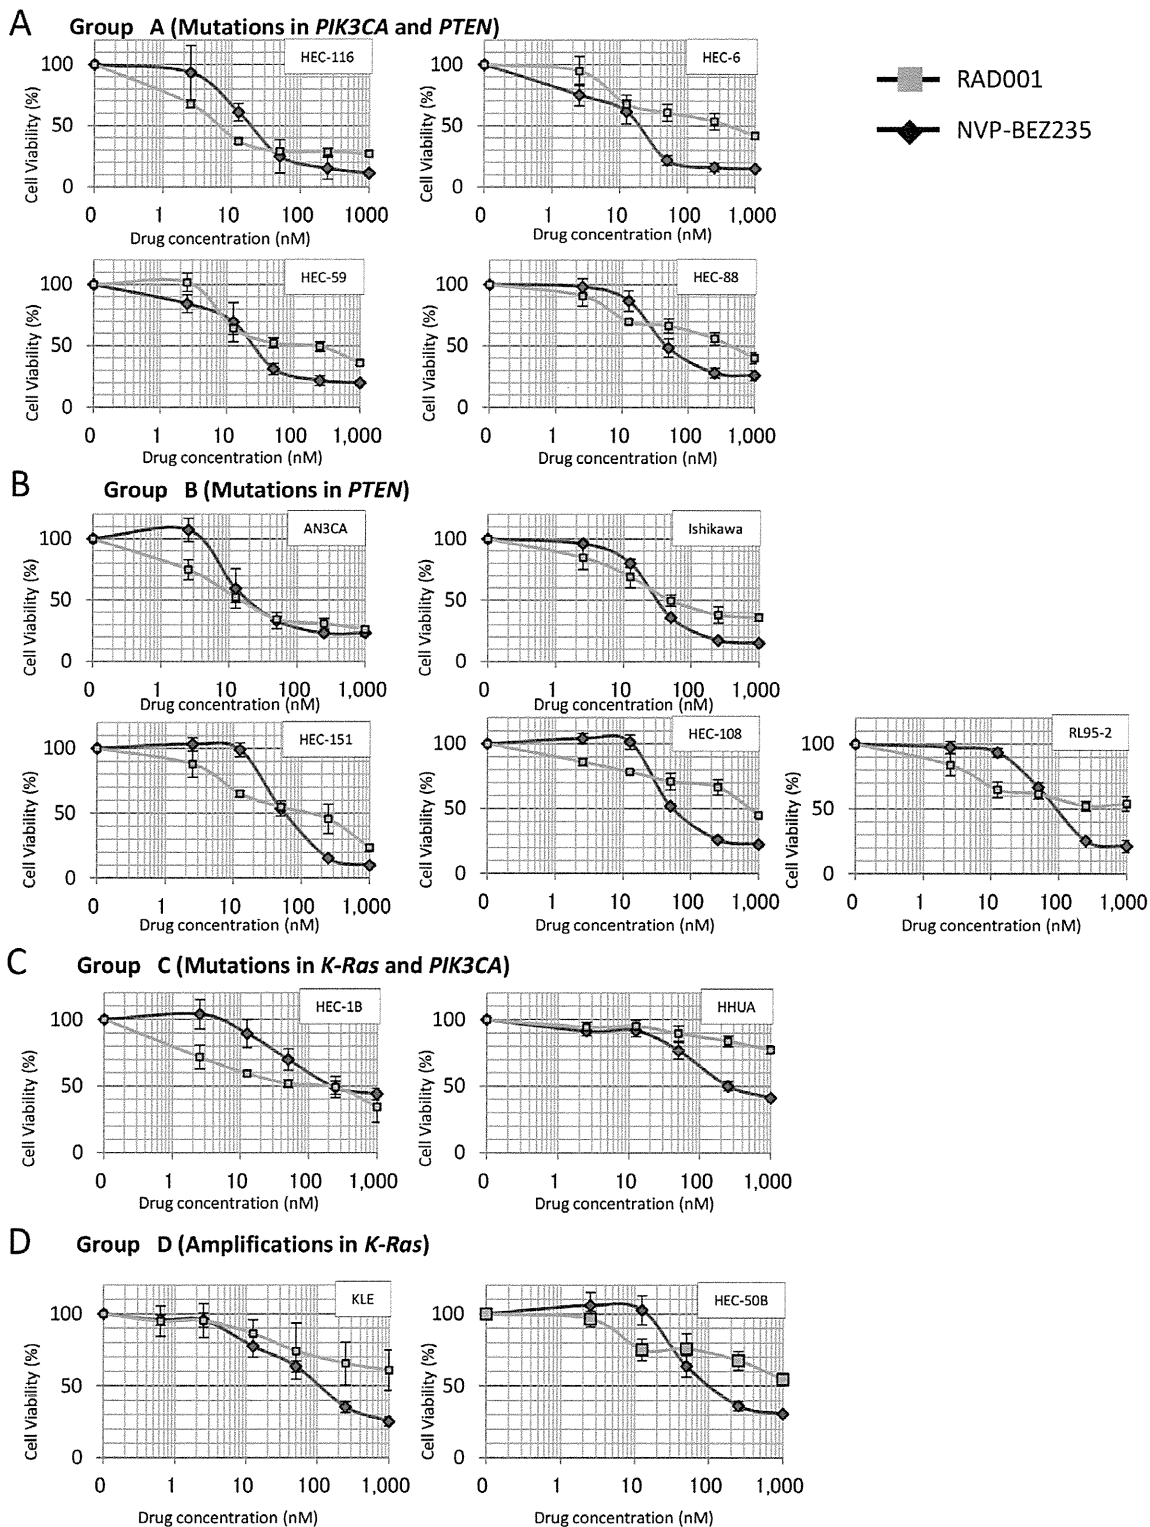 A
Group A (Mutations in PIK3CA and PTEN)
HEC-116
100
50
0
Cell Viability (%)
0 1 10 100 1000
Drug concentration (nM)
HEC-6
100
50
0
Cell Viability (%)
0 1 10 100 1,000
Drug concentration (nM)
RAD001
NVP-BEZ235
HEC-59
100
50
0
Cell Viability (%)
0 1 10 100 1,000
Drug concentration (nM)
HEC-88
100
50
0
Cell Viability (%)
0 1 10 100 1,000
Drug concentration (nM)
B
Group B (Mutations in PTEN)
AN3CA
100
50
0
Cell Viability (%)
0 1 10 100 1,000
Drug concentration (nM)
Ishikawa
100
50
0
Cell Viability (%)
0 1 10 100 1,000
Drug concentration (nM)
HEC-151
100
50
0
Cell Viability (%)
0 1 10 100 1,000
Drug concentration (nM)
HEC-108
100
50
0
Cell Viability (%)
0 1 10 100 1,000
Drug concentration (nM)
RL95-2
100
50
0
Cell Viability (%)
0 1 10 100 1,000
Drug concentration (nM)
C
Group C (Mutations in K-Ras and PIK3CA)
HEC-1B
100
50
0
Cell Viability (%)
0 1 10 100 1,000
Drug concentration (nM)
HHUA
100
50
0
Cell Viability (%)
0 1 10 100 1,000
Drug concentration (nM)
D
Group D (Amplifications in K-Ras)
KLE
100
50
0
Cell Viability (%)
0 1 10 100 1,000
Drug concentration (nM)
HEC-50B
100
50
0
Cell Viability (%)
0 1 10 100 1,000
Drug concentration (nM)